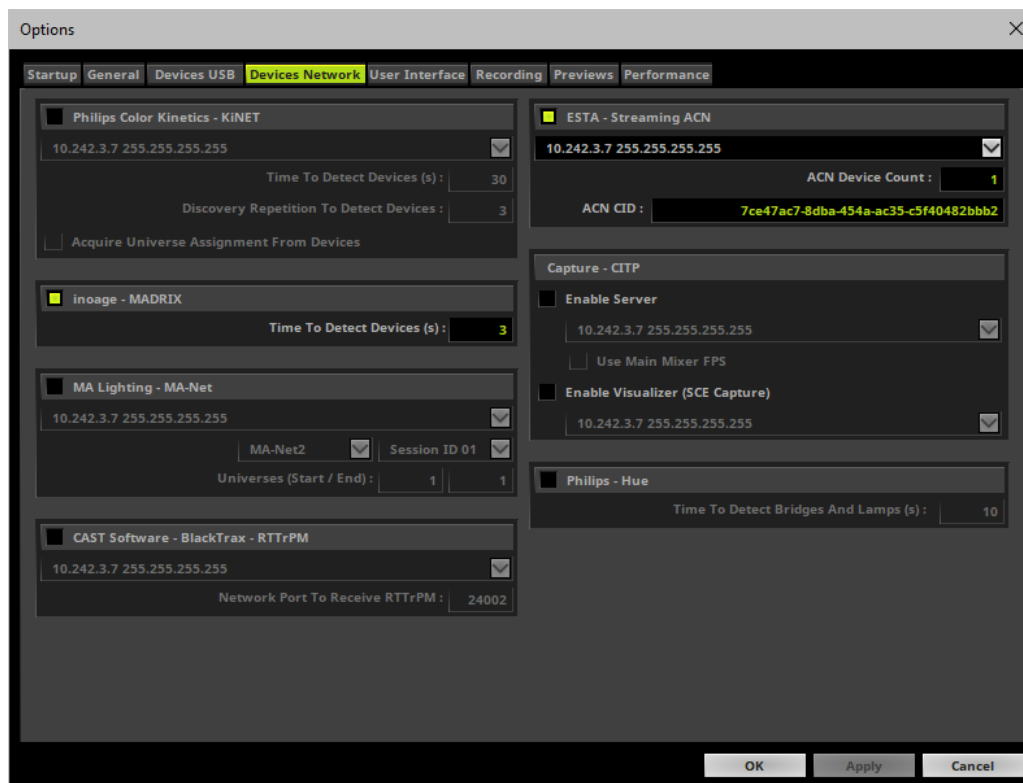 Options
Startup General Devices USB Devices Network User Interface Recording Previews Performance
Philips Color Kinetics - KiNET
10.242.3.7 255.255.255.255
Time To Detect Devices (s) : 30
Discovery Repetition To Detect Devices : 3
Acquire Universe Assignment From Devices
inoage - MADRIX
Time To Detect Devices (s) : 3
MA Lighting - MA-Net
10.242.3.7 255.255.255.255
MA-Net2 Session ID 01
Universes (Start / End) : 1 1
CAST Software - BlackTrax - RTTrPM
10.242.3.7 255.255.255.255
Network Port To Receive RTTrPM : 24002
ESTA - Streaming ACN
10.242.3.7 255.255.255.255
ACN Device Count : 1
ACN CID : 7ce47ac7-8dba-454a-ac35-c5f40482bbb2
Capture - CITP
Enable Server
10.242.3.7 255.255.255.255
Use Main Mixer FPS
Enable Visualizer (SCE Capture)
10.242.3.7 255.255.255.255
Philips - Hue
Time To Detect Bridges And Lamps (s) : 10
OK Apply Cancel